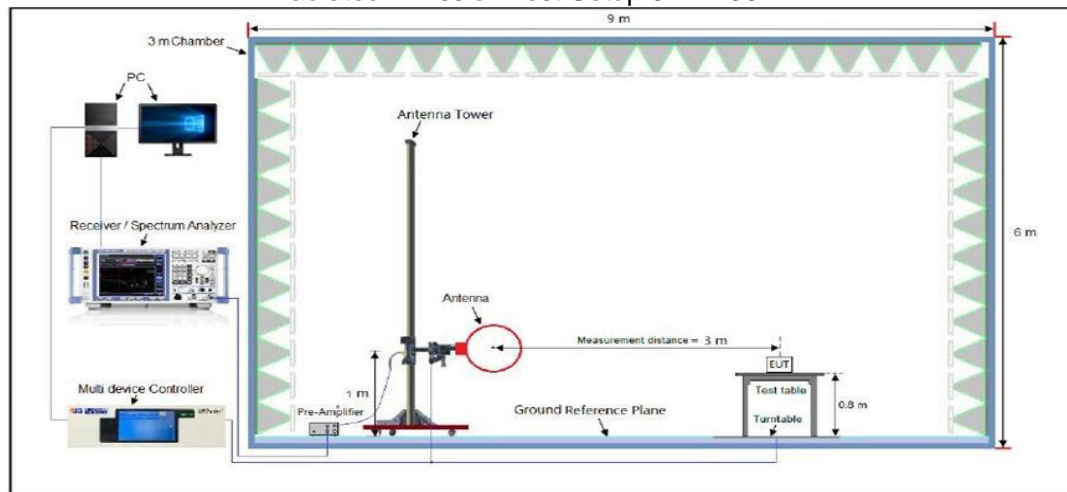 9 m
3 m Chamber
PC
Antenna Tower
Receiver / Spectrum Analyzer
6 m
Antenna
Measurement distance = 3 m
EUT
Multi device Controller
1 m
Test table
0.8 m
Pre-Amplifier
Ground Reference Plane
Turntable